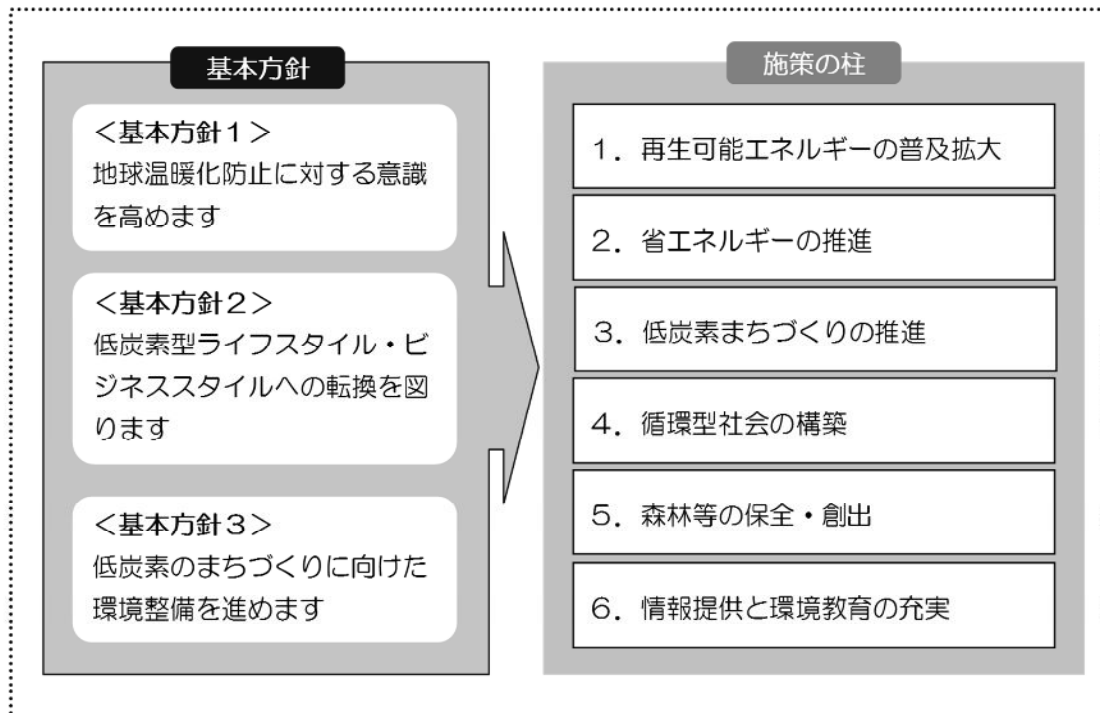 基本方針
＜基本方針１＞
地球温暖化防止に対する意識
を高めます
＜基本方針２＞
低炭素型ライフスタイル・ビ
ジネススタイルへの転換を図
ります
＜基本方針３＞
低炭素のまちづくりに向けた
環境整備を進めます
施策の柱
１．再生可能エネルギーの普及拡大
２．省エネルギーの推進
３．低炭素まちづくりの推進
４．循環型社会の構築
５．森林等の保全・創出
６．情報提供と環境教育の充実